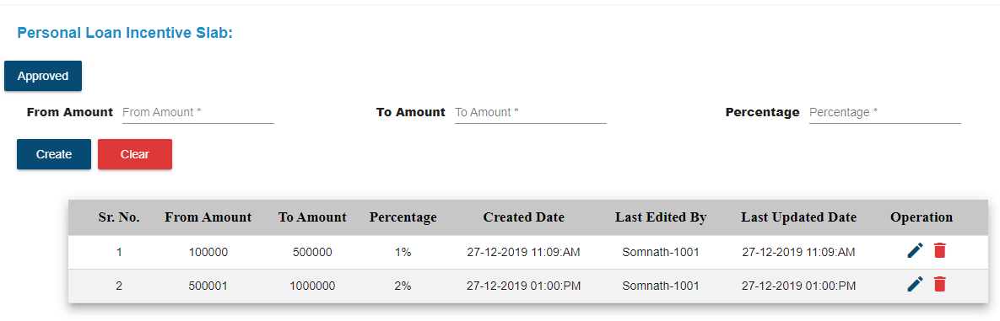 Personal Loan Incentive Slab:
Approved
From Amount From Amount * To Amount To Amount * Percentage Percentage *
Create Clear
Sr. No. From Amount To Amount Percentage Created Date Last Edited By Last Updated Date Operation
1 100000 500000 1% 27-12-2019 11:09:AM Somnath-1001 27-12-2019 11:09:AM
2 500001 1000000 2% 27-12-2019 01:00:PM Somnath-1001 27-12-2019 01:00:PM